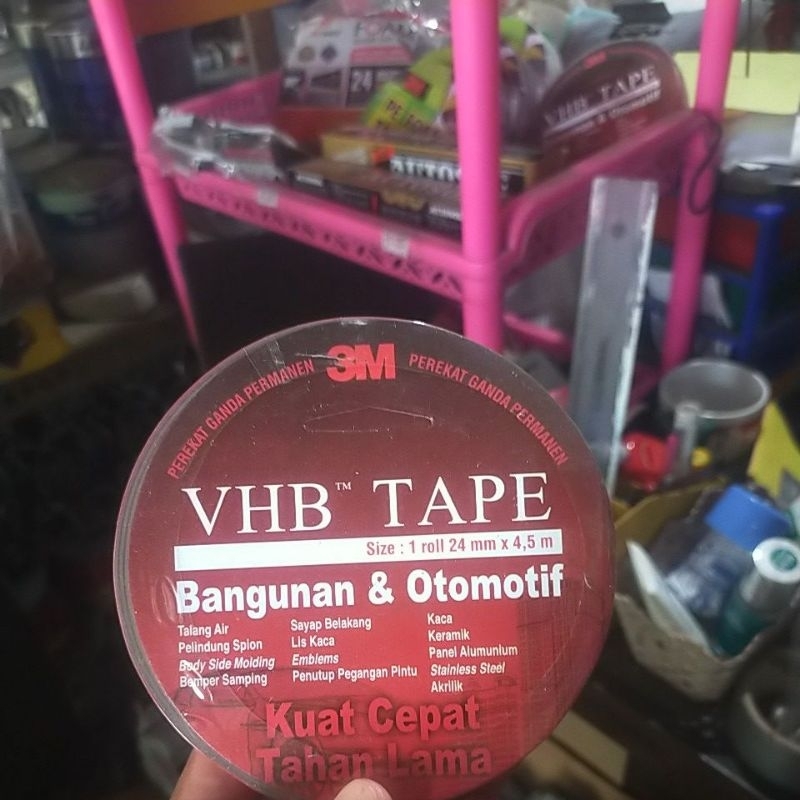 VHB TAPE
24
3M
PEREKAT GANDA PERMANEN
PEREKAT GANDA PERMANEN
VHB™ TAPE
Size : 1 roll 24 mm x 4,5 m
Bangunan & Otomotif
Talang Air
Pelindung Spion
Body Side Molding
Bemper Samping
Sayap Belakang
Lis Kaca
Emblems
Penutup Pegangan Pintu
Kaca
Keramik
Panel Alumunium
Stainless Steel
Akrilik
Kuat Cepat
Tahan Lama